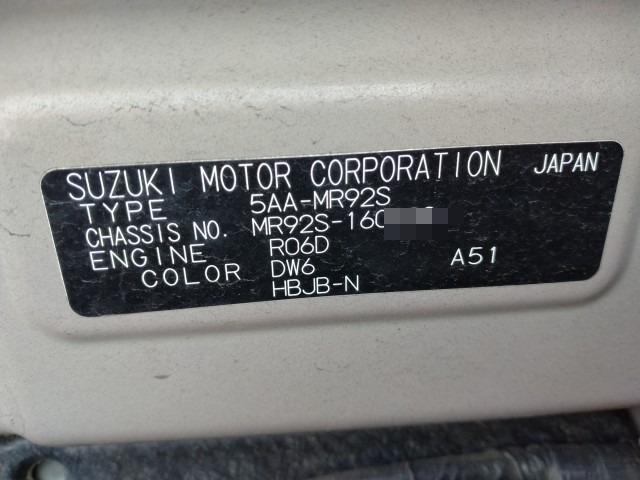 SUZUKI MOTOR CORPORATION JAPAN
TYPE 5AA-MR92S
CHASSIS NO. MR92S-160
ENGINE R06D
COLOR DW6 A51
HBJB-N